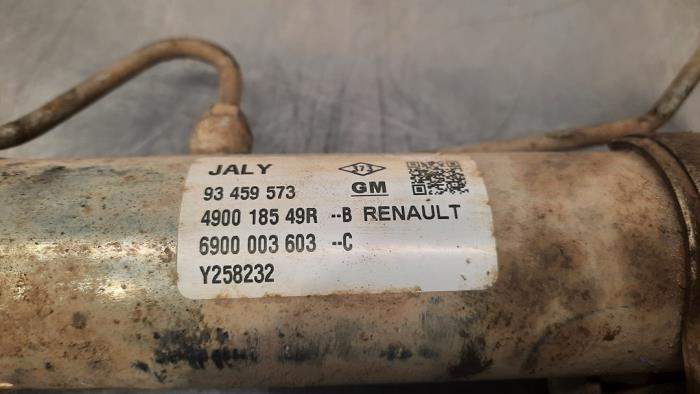 JALY
93 459 573 GM
4900 185 49R --B RENAULT
6900 003 603 --C
Y258232